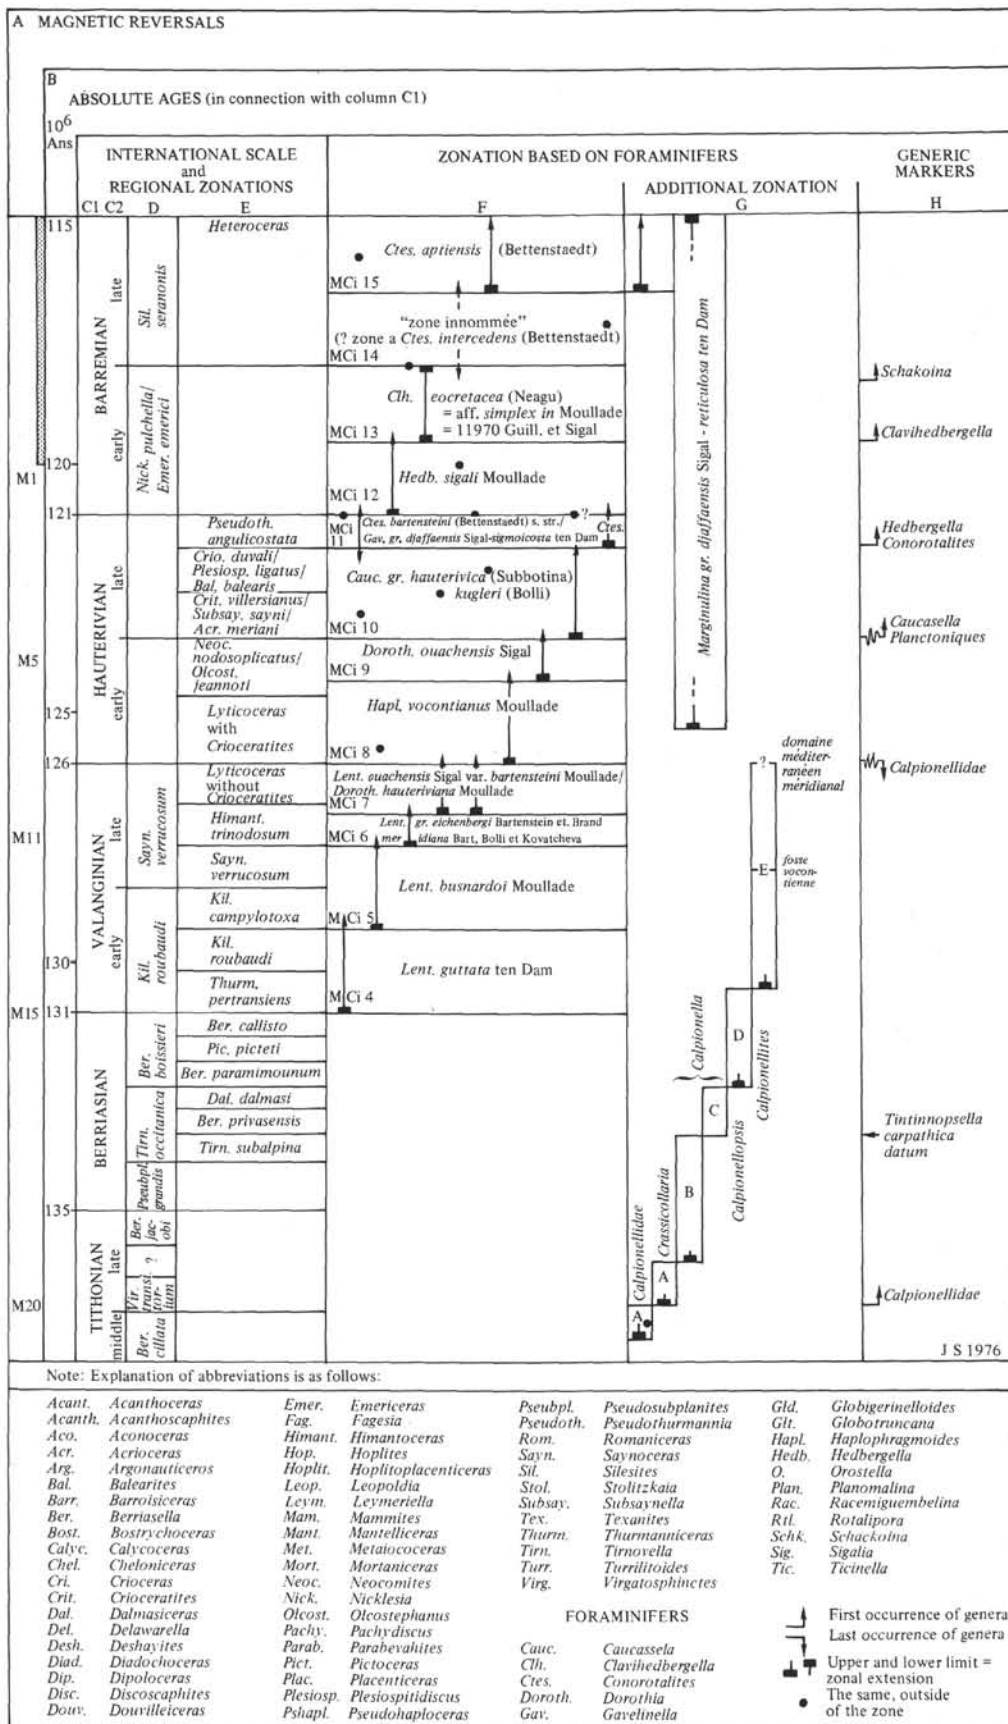 A MAGNETIC REVERSALS
B
ABSOLUTE AGES (in connection with column C1)
10⁶
Ans
INTERNATIONAL SCALE
and
REGIONAL ZONATIONS
ZONATION BASED ON FORAMINIFERS
ADDITIONAL ZONATION
GENERIC
MARKERS
C1 C2 D E F G H
115
120
121
125
126
130
131
135
M1
M5
M11
M15
M20
BARREMIAN
late
early
HAUTERIVIAN
late
early
VALANGINIAN
late
early
BERRIASIAN
TITHONIAN
late
middle
Sil.
seranonis
Nick. pulchella/
Emer. emerici
Sayn.
verrucosum
Kil.
roubaudi
Ber.
boissieri
Tirn.
occitanica
Pseubpl.
grandis
Ber.
jac-
obi
?
Vir.
transi.
tor-
ium
Ber.
cillata
Heteroceras
Pseudoth.
angulicostata
Crio. duvali/
Plesiosp. ligatus/
Bal. balearis
Crit. villersianus/
Subsay. sayni/
Acr. meriani
Neoc.
nodosoplicatus/
Olcost.
jeannoti
Lyticoceras
with
Crioceratites
Lyticoceras
without
Crioceratites
Himant.
trinodosum
Sayn.
verrucosum
Kil.
campylotoxa
Kil.
roubaudi
Thurm.
pertransiens
Ber. callisto
Pic. picteti
Ber. paramimounum
Dal. dalmasi
Ber. privasensis
Tirn. subalpina
Ctes. aptiensis (Bettenstaedt)
MCi 15
"zone innommée"
(? zone a Ctes. intercedens (Bettenstaedt)
MCi 14
Clh. eocretacea (Neagu)
= aff. simplex in Moullade
= 11970 Guill. et Sigal
MCi 13
Hedb. sigali Moullade
MCi 12
?
MCi
11
Ctes. bartensteini (Bettenstaedt) s. str./
Gav. gr. djaffaensis Sigal-sigmoicosta ten Dam
Ctes.
Cauc. gr. hauterivica (Subbotina)
kugleri (Bolli)
MCi 10
Doroth. ouachensis Sigal
MCi 9
Hapl. vocontianus Moullade
MCi 8
Lent. ouachensis Sigal var. bartensteini Moullade/
Doroth. hauteriviana Moullade
MCi 7
Lent. gr. eichenbergi Bartenstein et. Brand
MCi 6 meridiana Bart, Bolli et Kovatcheva
Lent. busnardoi Moullade
MCi 5
Lent. guttata ten Dam
MCi 4
Marginulina gr. djaffaensis Sigal - reticulosa ten Dam
?
domaine
méditer-
ranéen
méridianal
E
fosse
vocon-
tienne
D
C
B
A
A
Calpionella
Calpionellites
Calpionellopsis
Crassicollaria
Calpionellidae
Schakoina
Clavihedbergella
Hedbergella
Conorotalites
Caucasella
Planctoniques
Calpionellidae
Tintinnopsella
carpathica
datum
Calpionellidae
J S 1976
Note: Explanation of abbreviations is as follows:
Acant. Acanthoceras
Acanth. Acanthoscaphites
Aco. Aconoceras
Acr. Acrioceras
Arg. Argonauticeros
Bal. Balearites
Barr. Barroisiceras
Ber. Berriasella
Bost. Bostrychoceras
Calyc. Calycoceras
Chel. Cheloniceras
Cri. Crioceras
Crit. Crioceratites
Dal. Dalmasiceras
Del. Delawarella
Desh. Deshayites
Diad. Diadochoceras
Dip. Dipoloceras
Disc. Discoscaphites
Douv. Douvilleiceras
Emer. Emericeras
Fag. Fagesia
Himant. Himantoceras
Hop. Hoplites
Hoplit. Hoplitoplacenticeras
Leop. Leopoldia
Leym. Leymeriella
Mam. Mammites
Mant. Mantelliceras
Met. Metaiococeras
Mort. Mortaniceras
Neoc. Neocomites
Nick. Nicklesia
Olcost. Olcostephanus
Pachy. Pachydiscus
Parab. Parahevahites
Pict. Pictoceras
Plac. Placenticeras
Plesiosp. Plesiospitidiscus
Pshapl. Pseudohaploceras
Pseubpl. Pseudosubplanites
Pseudoth. Pseudothurmannia
Rom. Romaniceras
Sayn. Saynoceras
Sil. Silesites
Stol. Stolitzkaia
Subsay. Subsaynella
Tex. Texanites
Thurm. Thurmanniceras
Tirn. Tirnovella
Turr. Turrilitoides
Virg. Virgatosphinctes
FORAMINIFERS
Cauc. Caucassela
Clh. Clavihedbergella
Ctes. Conorotalites
Doroth. Dorothia
Gav. Gavelinella
Gld. Globigerinelloides
Glt. Globotruncana
Hapl. Haplophragmoides
Hedb. Hedbergella
O. Orostella
Plan. Planomalina
Rac. Racemiguembelina
Rtl. Rotalipora
Schk. Schackoina
Sig. Sigalia
Tic. Ticinella
First occurrence of genera
Last occurrence of genera
Upper and lower limit =
zonal extension
The same, outside
of the zone